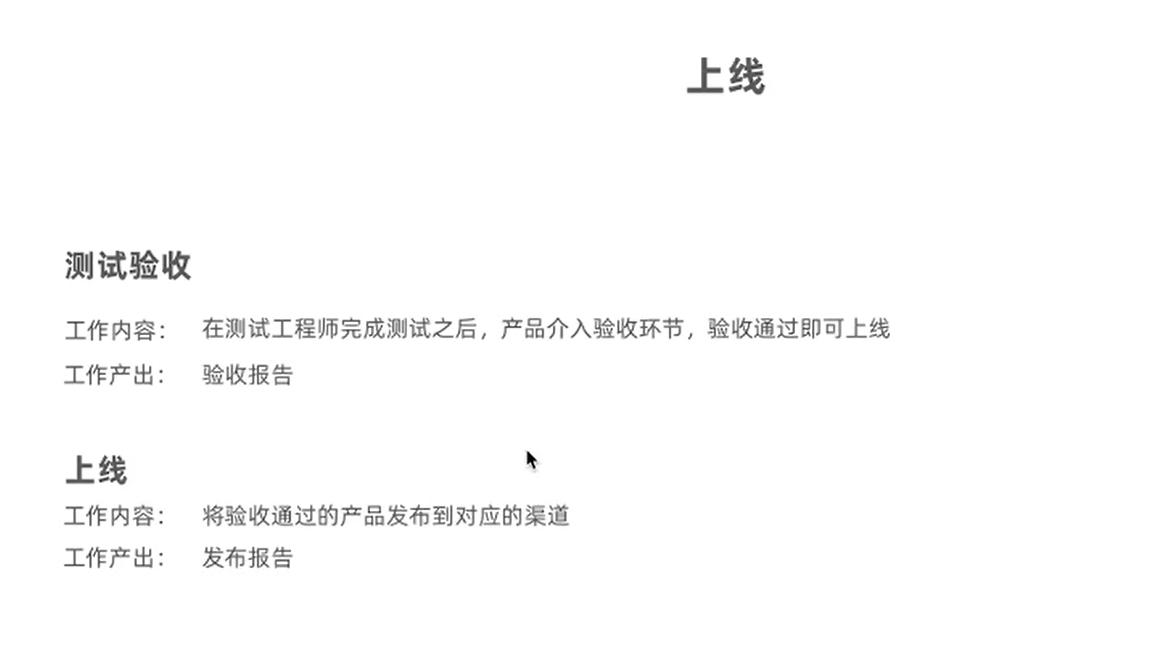 上线
测试验收
工作内容： 在测试工程师完成测试之后，产品介入验收环节，验收通过即可上线
工作产出： 验收报告
上线
工作内容： 将验收通过的产品发布到对应的渠道
工作产出： 发布报告